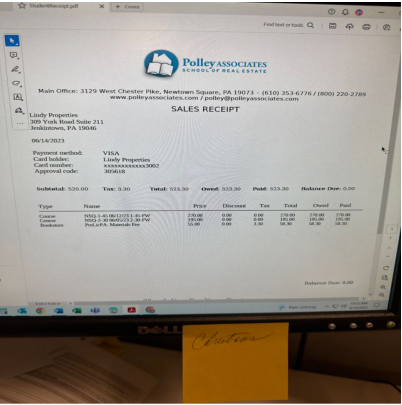 StudentReceipt.pdf
+ Create
Find text or tools
Polley ASSOCIATES
SCHOOL OF REAL ESTATE
Main Office: 3129 West Chester Pike, Newtown Square, PA 19073 · (610) 353-6776 / (800) 220-2789
www.polleyassociates.com / polley@polleyassociates.com
SALES RECEIPT
Lindy Properties
309 York Road Suite 211
Jenkintown, PA 19046
06/14/2023
Payment method: VISA
Card holder: Lindy Properties
Card number: xxxxxxxxxxxx3002
Approval code: 305618
Subtotal: 520.00 Tax: 3.30 Total: 523.30 Owed: 523.30 Paid: 523.30 Balance Due: 0.00
Type Name Price Discount Tax Total Owed Paid
Course 270.00 0.00 0.00 270.00 270.00 270.00
Course 195.00 0.00 0.00 195.00 195.00 195.00
Bookstore Materials Fee 55.00 0.00 3.30 58.30 58.30 58.30
Balance Due: 0.00
DELL
Christina